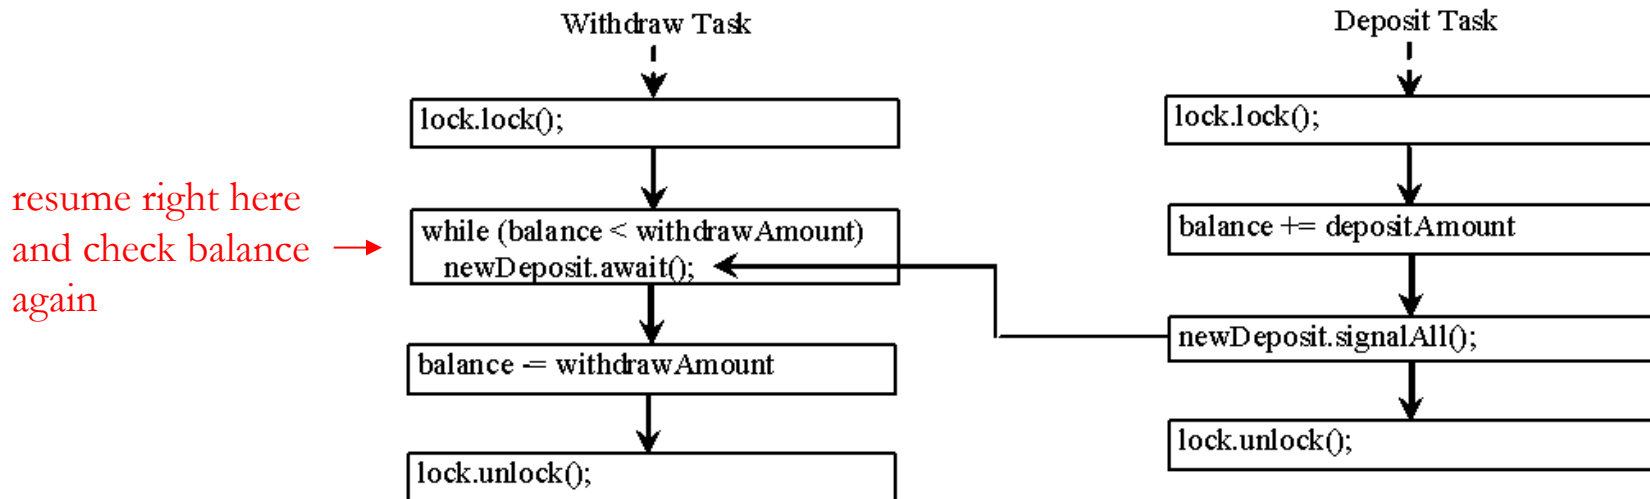 Withdraw Task
lock.lock();
resume right here
and check balance
again
while (balance < withdrawAmount)
newDeposit.await();
balance -= withdrawAmount
lock.unlock();
Deposit Task
lock.lock();
balance += depositAmount
newDeposit.signalAll();
lock.unlock();